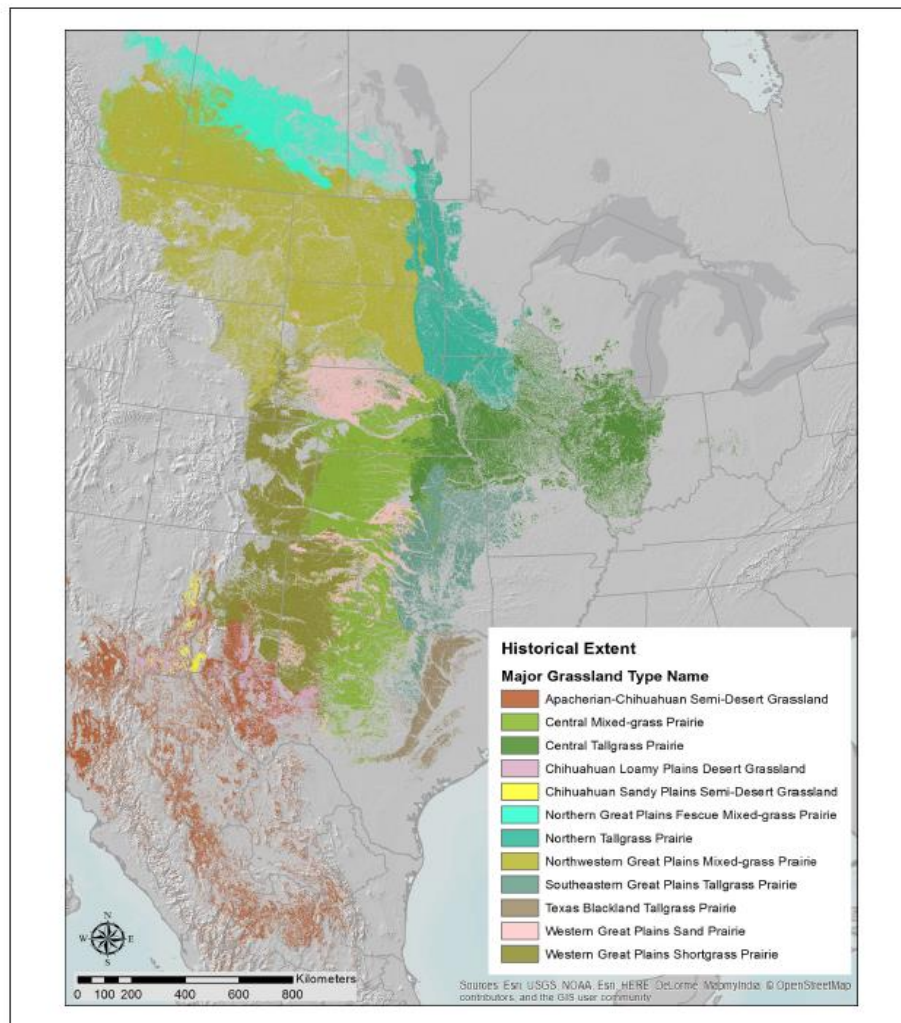 Historical Extent
Major Grassland Type Name
Apacherian-Chihuahuan Semi-Desert Grassland
Central Mixed-grass Prairie
Central Tallgrass Prairie
Chihuahuan Loamy Plains Desert Grassland
Chihuahuan Sandy Plains Semi-Desert Grassland
Northern Great Plains Fescue Mixed-grass Prairie
Northern Tallgrass Prairie
Northwestern Great Plains Mixed-grass Prairie
Southeastern Great Plains Tallgrass Prairie
Texas Blackland Tallgrass Prairie
Western Great Plains Sand Prairie
Western Great Plains Shortgrass Prairie
N
W E
S
Kilometers
0 100 200 400 600 800
Sources: Esri, USGS, NOAA, Esri, HERE, DeLorme, MapmyIndia, © OpenStreetMap
contributors, and the GIS user community